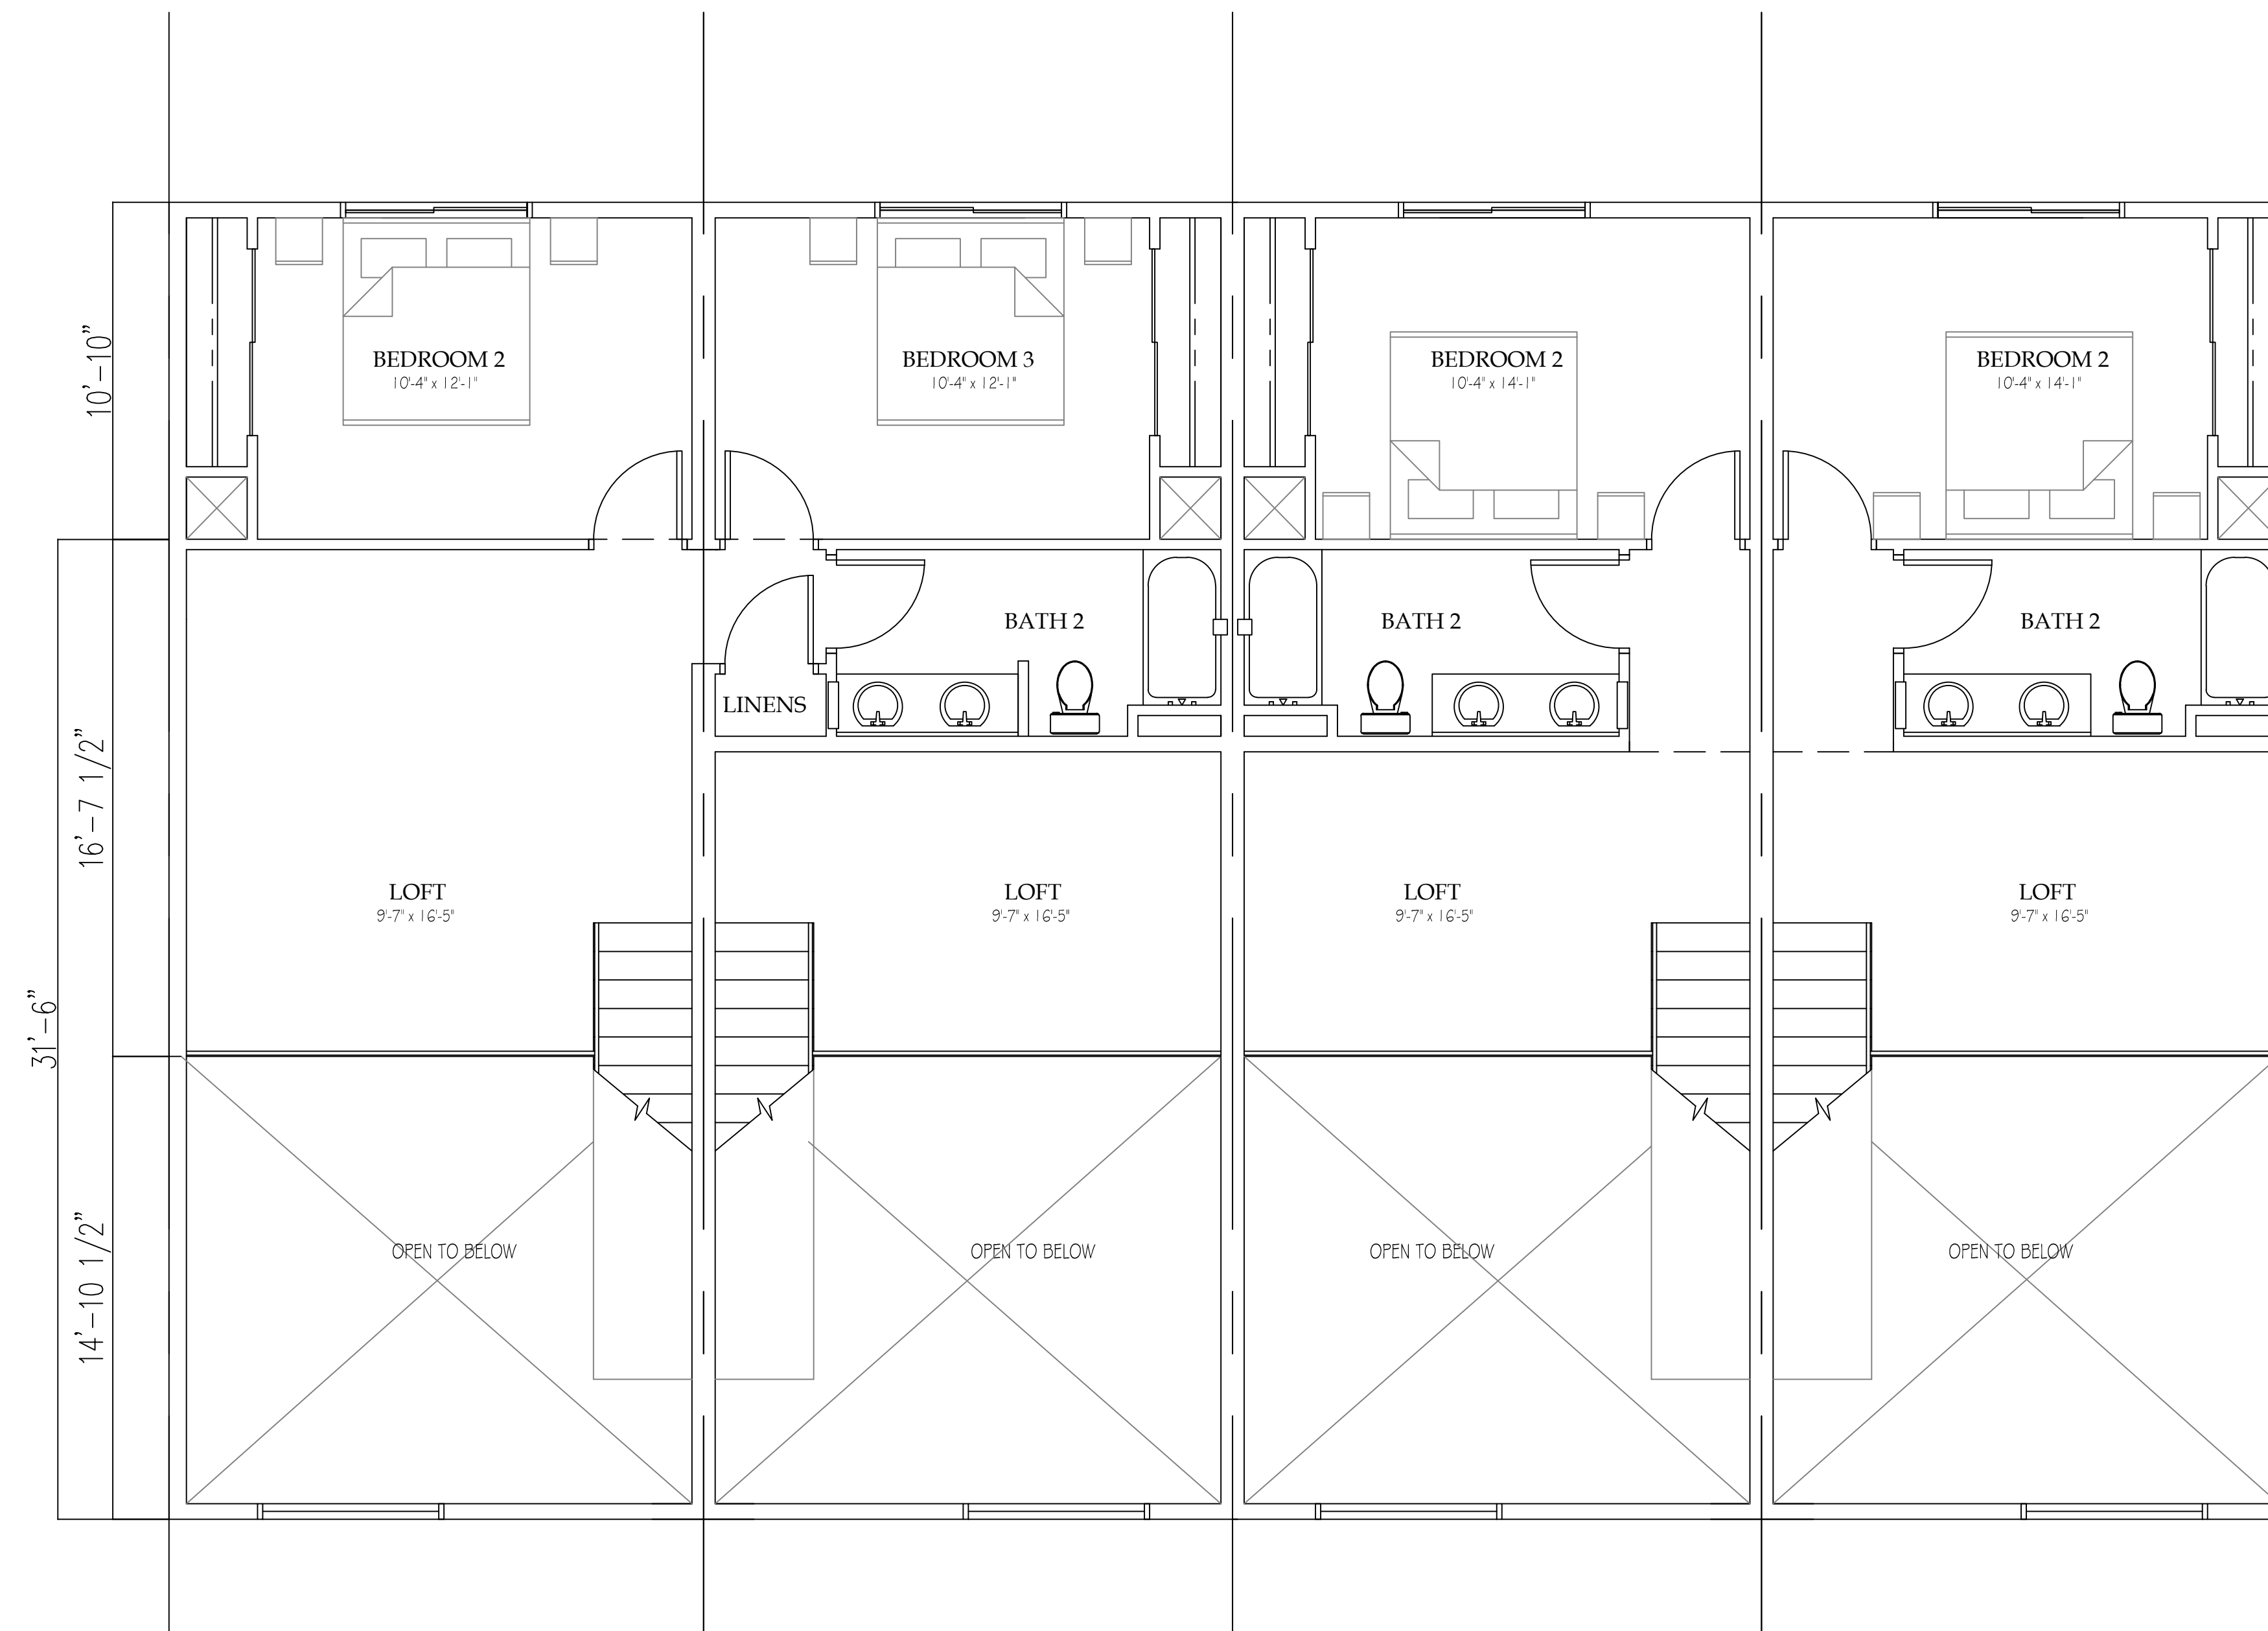 10'-10"
16'-7 1/2"
31'-6"
14'-10 1/2"
BEDROOM 2
10'-4" x 12'-1"
BEDROOM 3
10'-4" x 12'-1"
BEDROOM 2
10'-4" x 14'-1"
BEDROOM 2
10'-4" x 14'-1"
BATH 2
BATH 2
BATH 2
LINENS
LOFT
9'-7" x 16'-5"
LOFT
9'-7" x 16'-5"
LOFT
9'-7" x 16'-5"
LOFT
9'-7" x 16'-5"
OPEN TO BELOW
OPEN TO BELOW
OPEN TO BELOW
OPEN TO BELOW